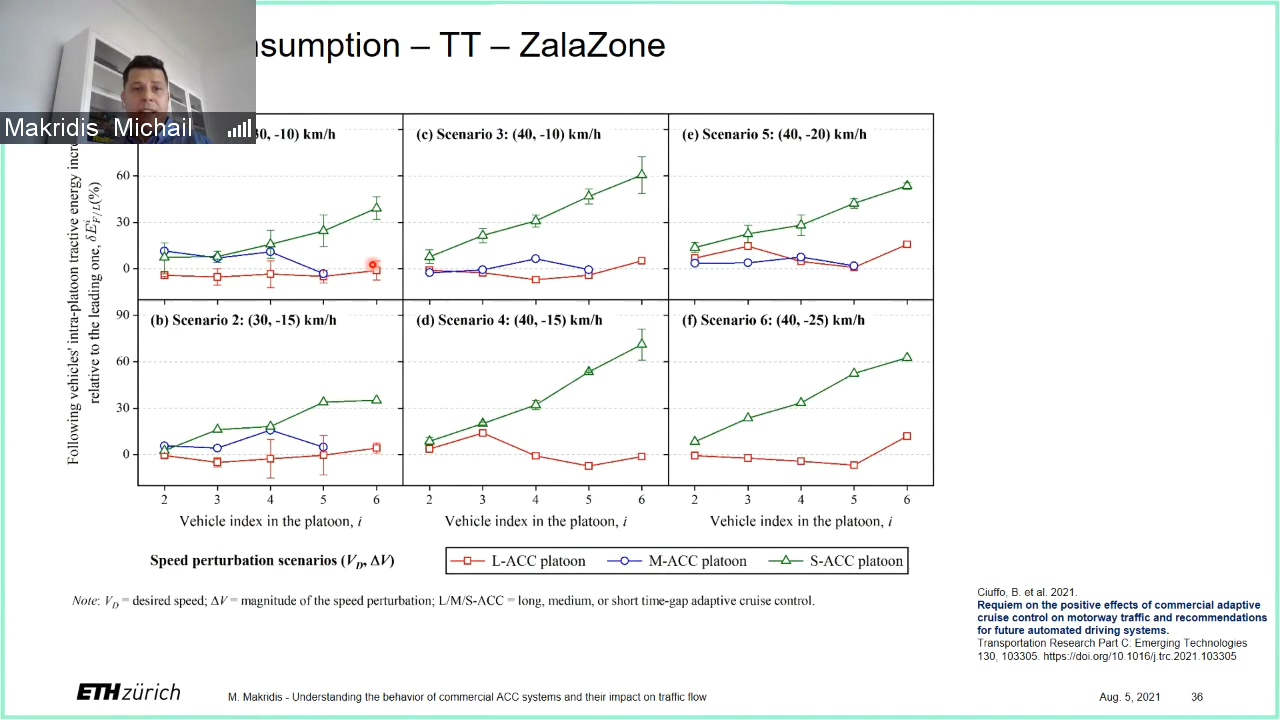 nsumption – TT – ZalaZone
Makridis Michail
30, -10) km/h
(c) Scenario 3: (40, -10) km/h
(e) Scenario 5: (40, -20) km/h
60
30
0
(b) Scenario 2: (30, -15) km/h
(d) Scenario 4: (40, -15) km/h
(f) Scenario 6: (40, -25) km/h
90
60
30
0
Following vehicles' intra-platoon tractive energy incre
relative to the leading one, δE^i_{F/L}(%)
2 3 4 5 6 2 3 4 5 6 2 3 4 5 6
Vehicle index in the platoon, i
Vehicle index in the platoon, i
Vehicle index in the platoon, i
Speed perturbation scenarios (V_D, ΔV)
L-ACC platoon M-ACC platoon S-ACC platoon
Note: V_D = desired speed; ΔV = magnitude of the speed perturbation; L/M/S-ACC = long, medium, or short time-gap adaptive cruise control.
Ciuffo, B. et al. 2021.
Requiem on the positive effects of commercial adaptive
cruise control on motorway traffic and recommendations
for future automated driving systems.
Transportation Research Part C: Emerging Technologies
130, 103305. https://doi.org/10.1016/j.trc.2021.103305
ETH zürich
M. Makridis - Understanding the behavior of commercial ACC systems and their impact on traffic flow
Aug. 5, 2021
36